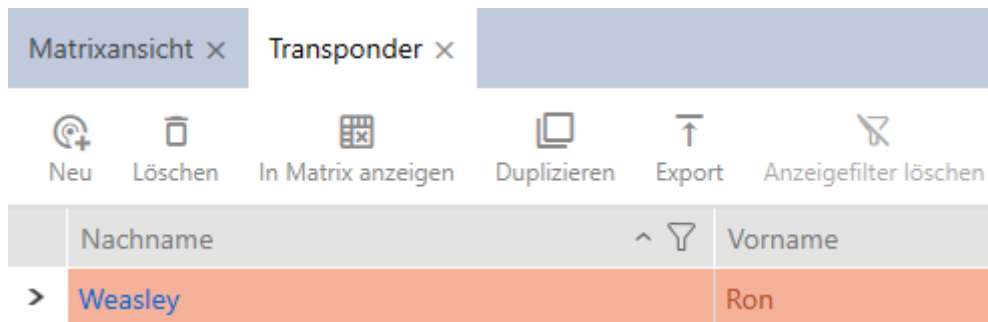 Matrixansicht Transponder
Neu Löschen In Matrix anzeigen Duplizieren Export Anzeigefilter löschen
Nachname Vorname
Weasley Ron